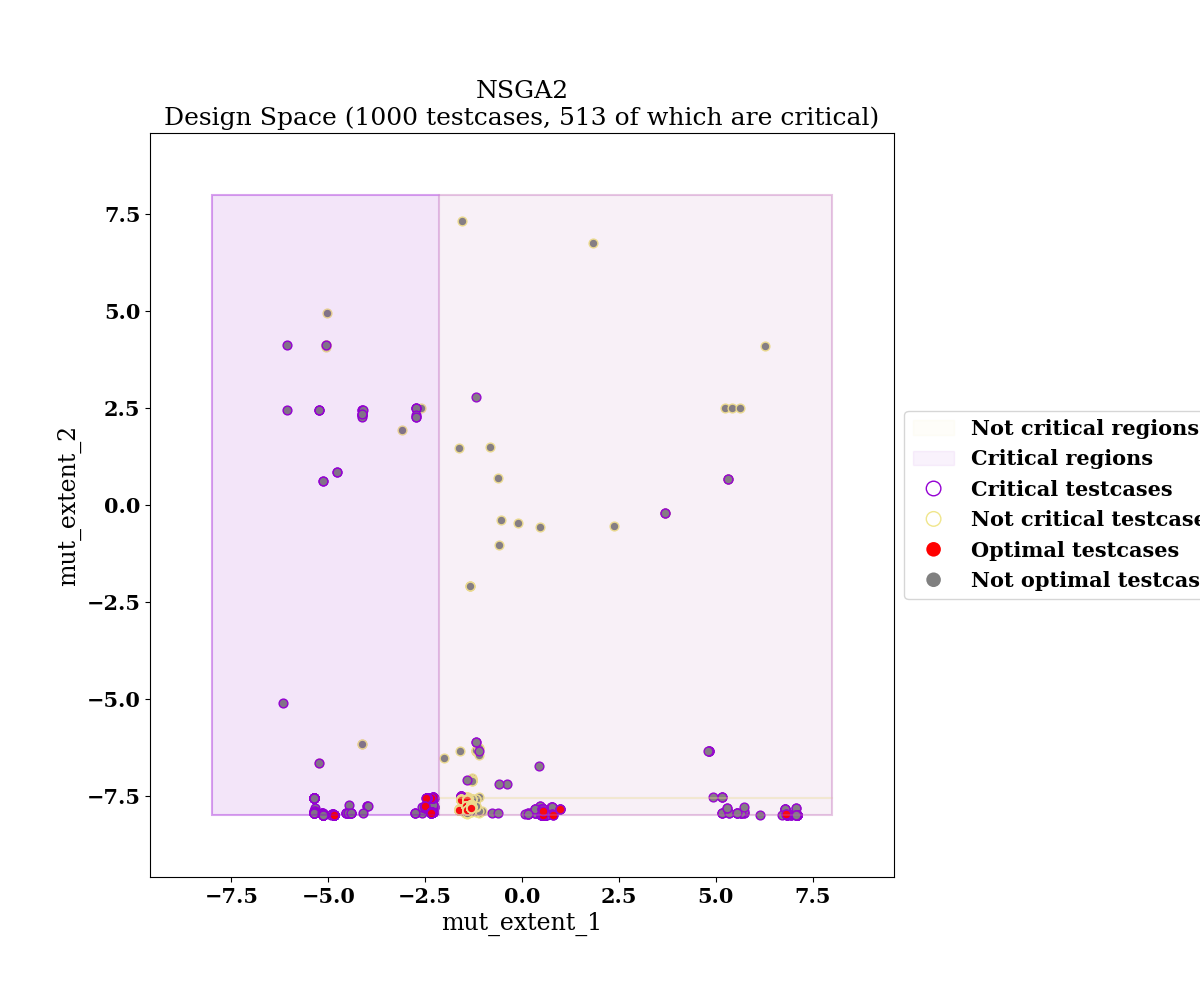 NSGA2
Design Space (1000 testcases, 513 of which are critical)
7.5
5.0
2.5
0.0
−2.5
−5.0
−7.5
mut_extent_2
−7.5
−5.0
−2.5
0.0
2.5
5.0
7.5
mut_extent_1
Not critical regions
Critical regions
Critical testcases
Not critical testcase
Optimal testcases
Not optimal testcas